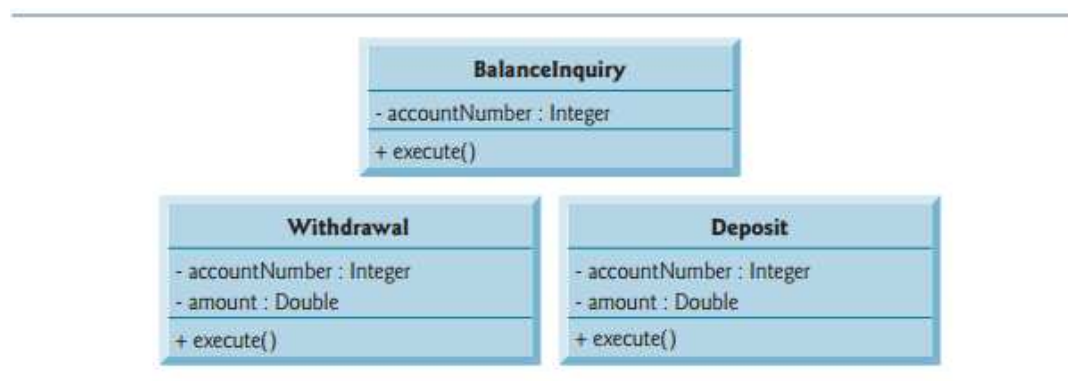 BalanceInquiry
- accountNumber : Integer
+ execute()
Withdrawal
- accountNumber : Integer
- amount : Double
+ execute()
Deposit
- accountNumber : Integer
- amount : Double
+ execute()